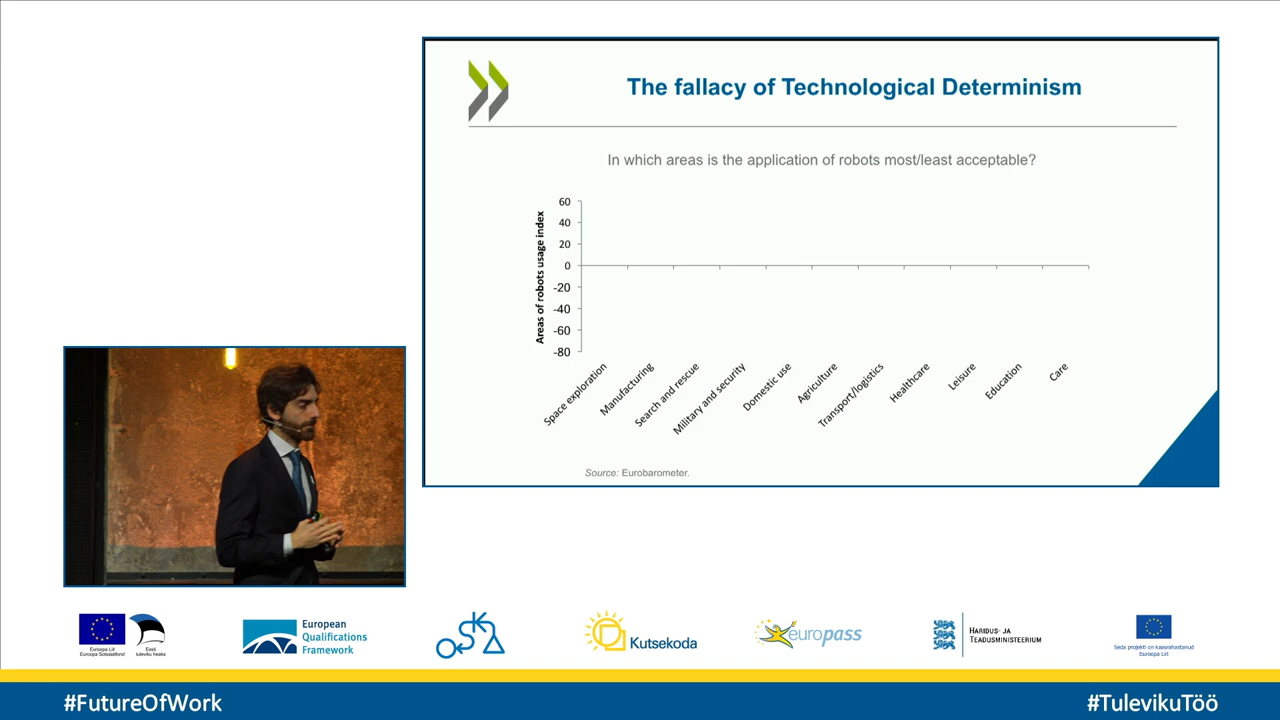 The fallacy of Technological Determinism
In which areas is the application of robots most/least acceptable?
Areas of robots usage index
60
40
20
0
-20
-40
-60
-80
Space exploration
Manufacturing
Search and rescue
Military and security
Domestic use
Agriculture
Transport/logistics
Healthcare
Leisure
Education
Care
Source: Eurobarometer.
Euroopa Liit
Euroopa Sotsiaalfond
Eesti
tuleviku heaks
European
Qualifications
Framework
OSKA
Kutsekoda
europass
HARIDUS- JA
TEADUSMINISTEERIUM
Seda projekti on kaasrahastanud
Euroopa Liit
#FutureOfWork
#TulevikuTöö